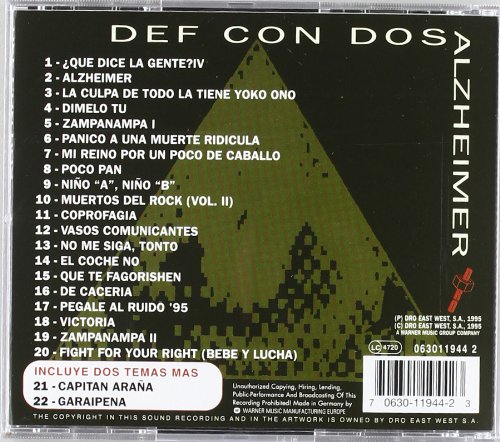 DEF CON DOS
ALZHEIMER
1 - ¿QUE DICE LA GENTE?IV
2 - ALZHEIMER
3 - LA CULPA DE TODO LA TIENE YOKO ONO
4 - DIMELO TU
5 - ZAMPANAMPA I
6 - PANICO A UNA MUERTE RIDICULA
7 - MI REINO POR UN POCO DE CABALLO
8 - POCO PAN
9 - NIÑO “A”, NIÑO “B”
10 - MUERTOS DEL ROCK (VOL. II)
11 - COPROFAGIA
12 - VASOS COMUNICANTES
13 - NO ME SIGA, TONTO
14 - EL COCHE NO
15 - QUE TE FAGORISHEN
16 - DE CACERIA
17 - PEGALE AL RUIDO '95
18 - VICTORIA
19 - ZAMPANAMPA II
20 - FIGHT FOR YOUR RIGHT (BEBE Y LUCHA)
INCLUYE DOS TEMAS MAS
21 - CAPITAN ARAÑA
22 - GARAIPENA
(P) DRO EAST WEST, S.A., 1995
(C) DRO EAST WEST, S.A., 1995
A WARNER MUSIC GROUP COMPANY
LC 4720
063011944 2
Unauthorized Copying, Hiring, Lending,
Public-Performance And Broadcasting Of This
Recording Prohibited! Made in Germany by
WARNER MUSIC MANUFACTURING EUROPE
7 0630-11944-2 3
THE COPYRIGHT IN THIS SOUND RECORDING AND IN THE ARTWORK IS OWNED BY DRO EAST WEST S.A.